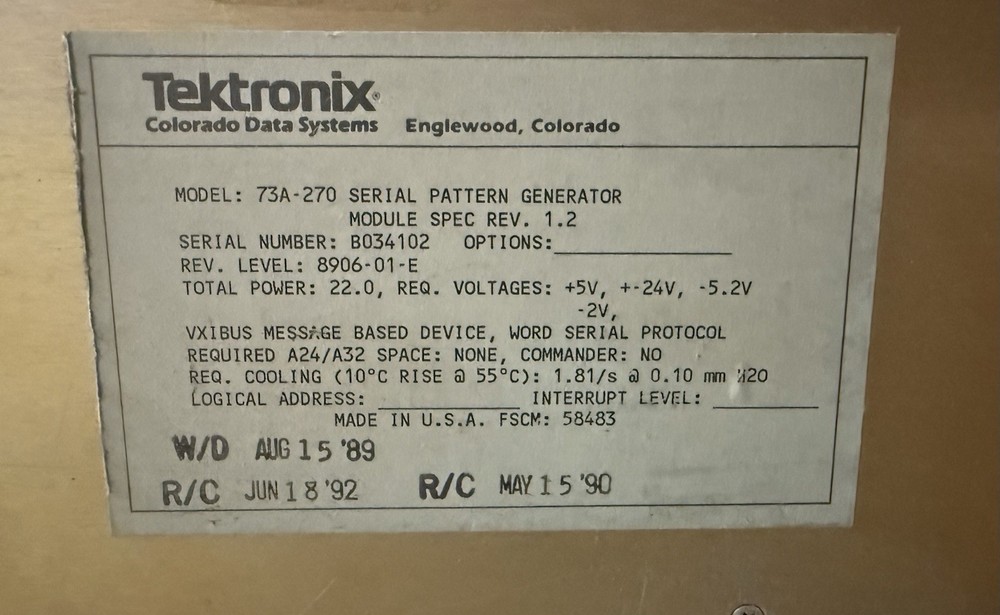 Tektronix®
Colorado Data Systems Englewood, Colorado
MODEL: 73A-270 SERIAL PATTERN GENERATOR
MODULE SPEC REV. 1.2
SERIAL NUMBER: B034102 OPTIONS:
REV. LEVEL: 8906-01-E
TOTAL POWER: 22.0, REQ. VOLTAGES: +5V, +-24V, -5.2V
-2V,
VXIBUS MESSAGE BASED DEVICE, WORD SERIAL PROTOCOL
REQUIRED A24/A32 SPACE: NONE, COMMANDER: NO
REQ. COOLING (10°C RISE @ 55°C): 1.81/s @ 0.10 mm H2O
LOGICAL ADDRESS: INTERRUPT LEVEL:
MADE IN U.S.A. FSCM: 58483
W/D AUG 15 '89
R/C JUN 18 '92 R/C MAY 15 '90